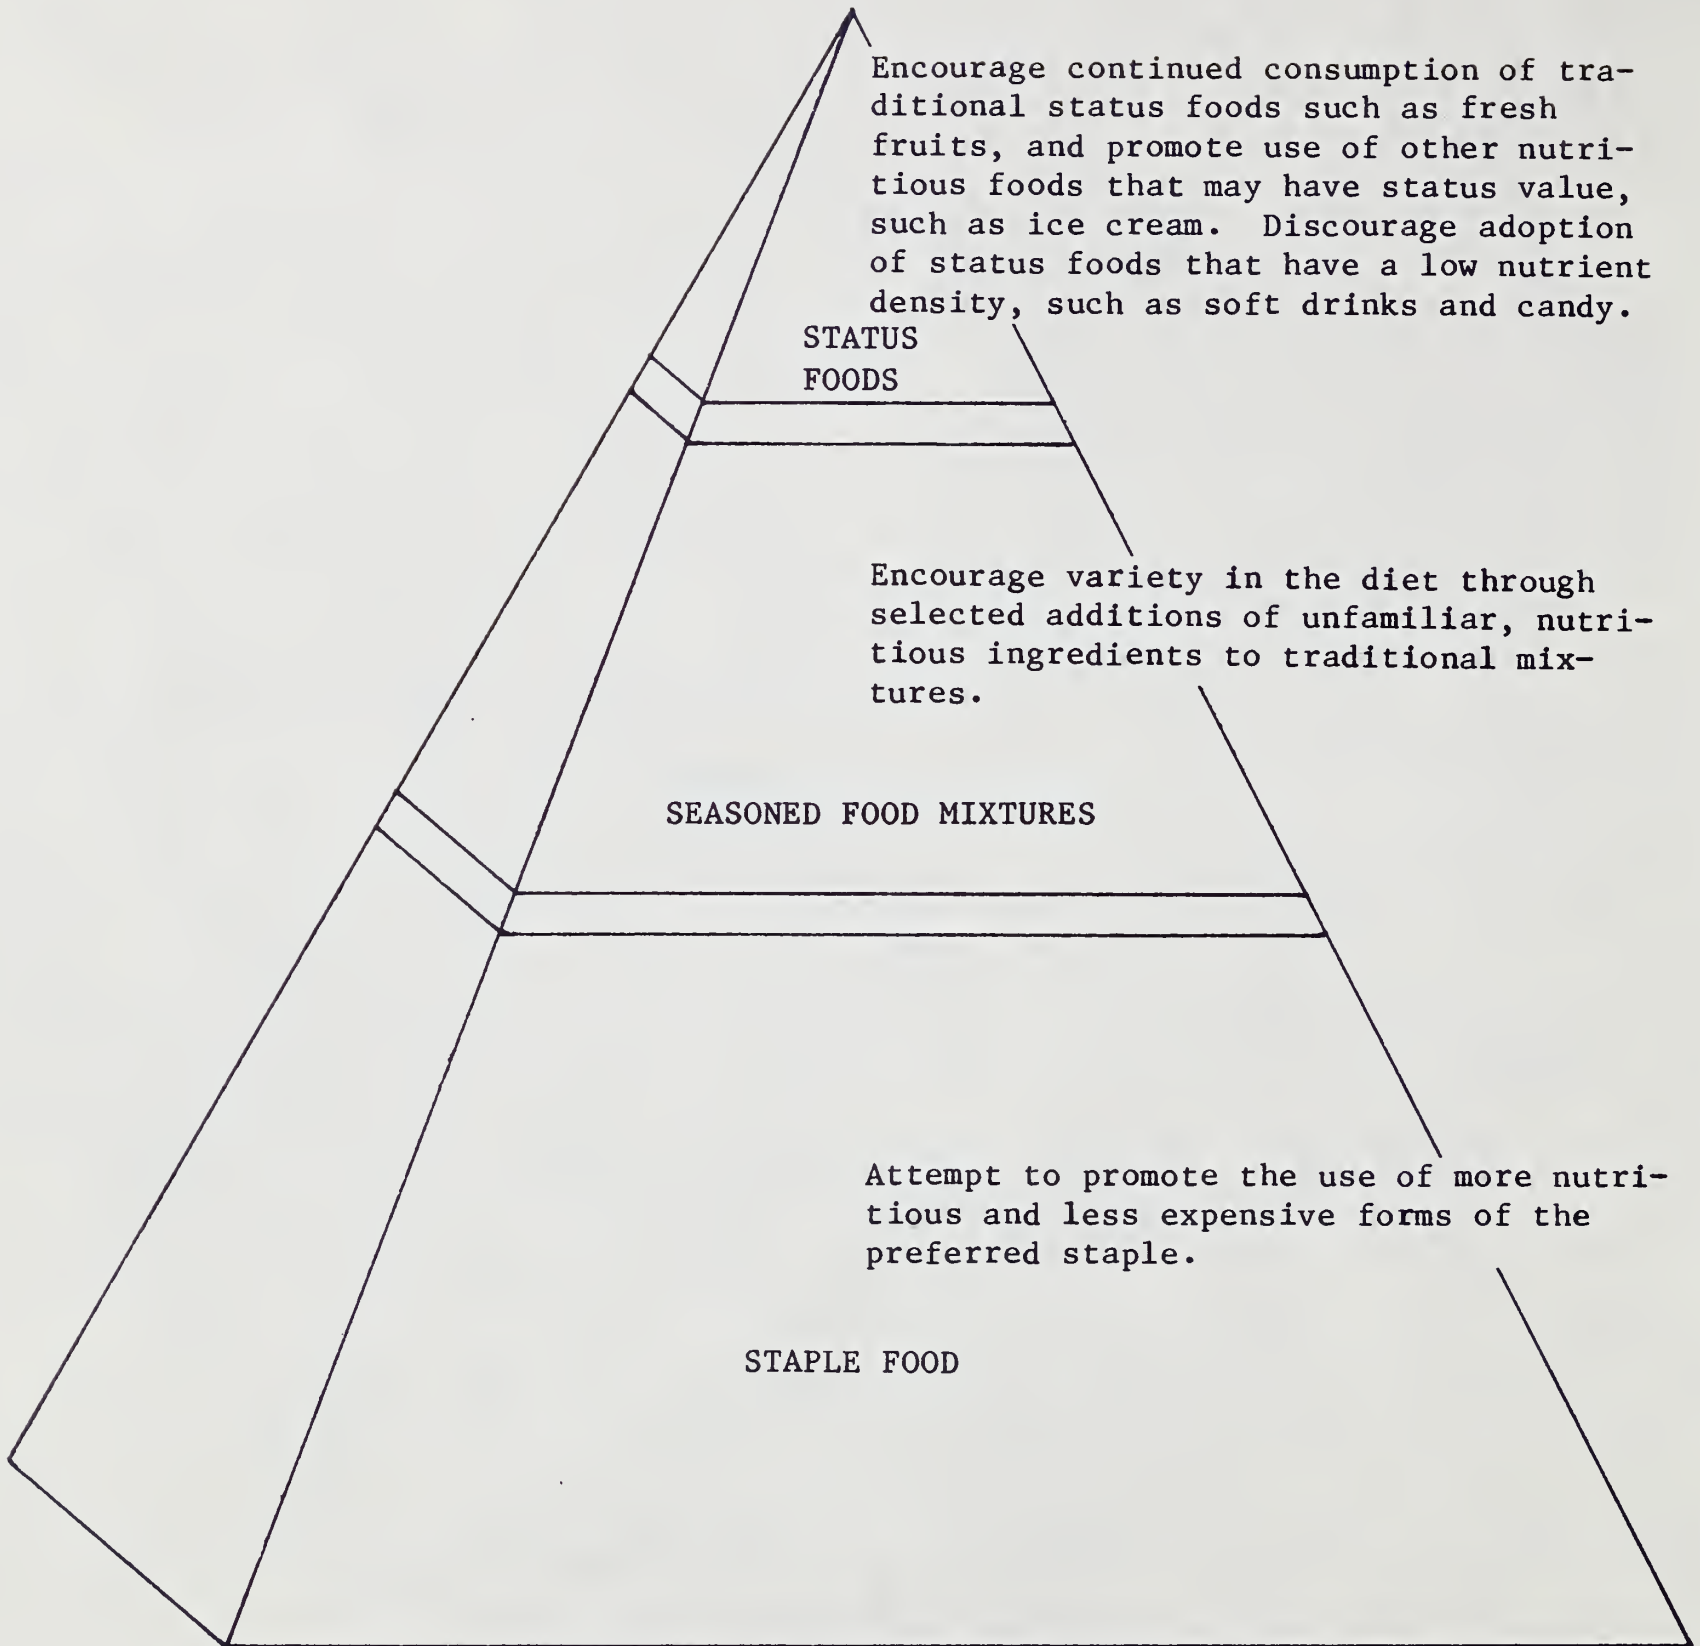 Encourage continued consumption of tra-
ditional status foods such as fresh
fruits, and promote use of other nutri-
tious foods that may have status value,
such as ice cream.  Discourage adoption
of status foods that have a low nutrient
density, such as soft drinks and candy.
STATUS
FOODS
Encourage variety in the diet through
selected additions of unfamiliar, nutri-
tious ingredients to traditional mix-
tures.
SEASONED FOOD MIXTURES
Attempt to promote the use of more nutri-
tious and less expensive forms of the
preferred staple.
STAPLE FOOD